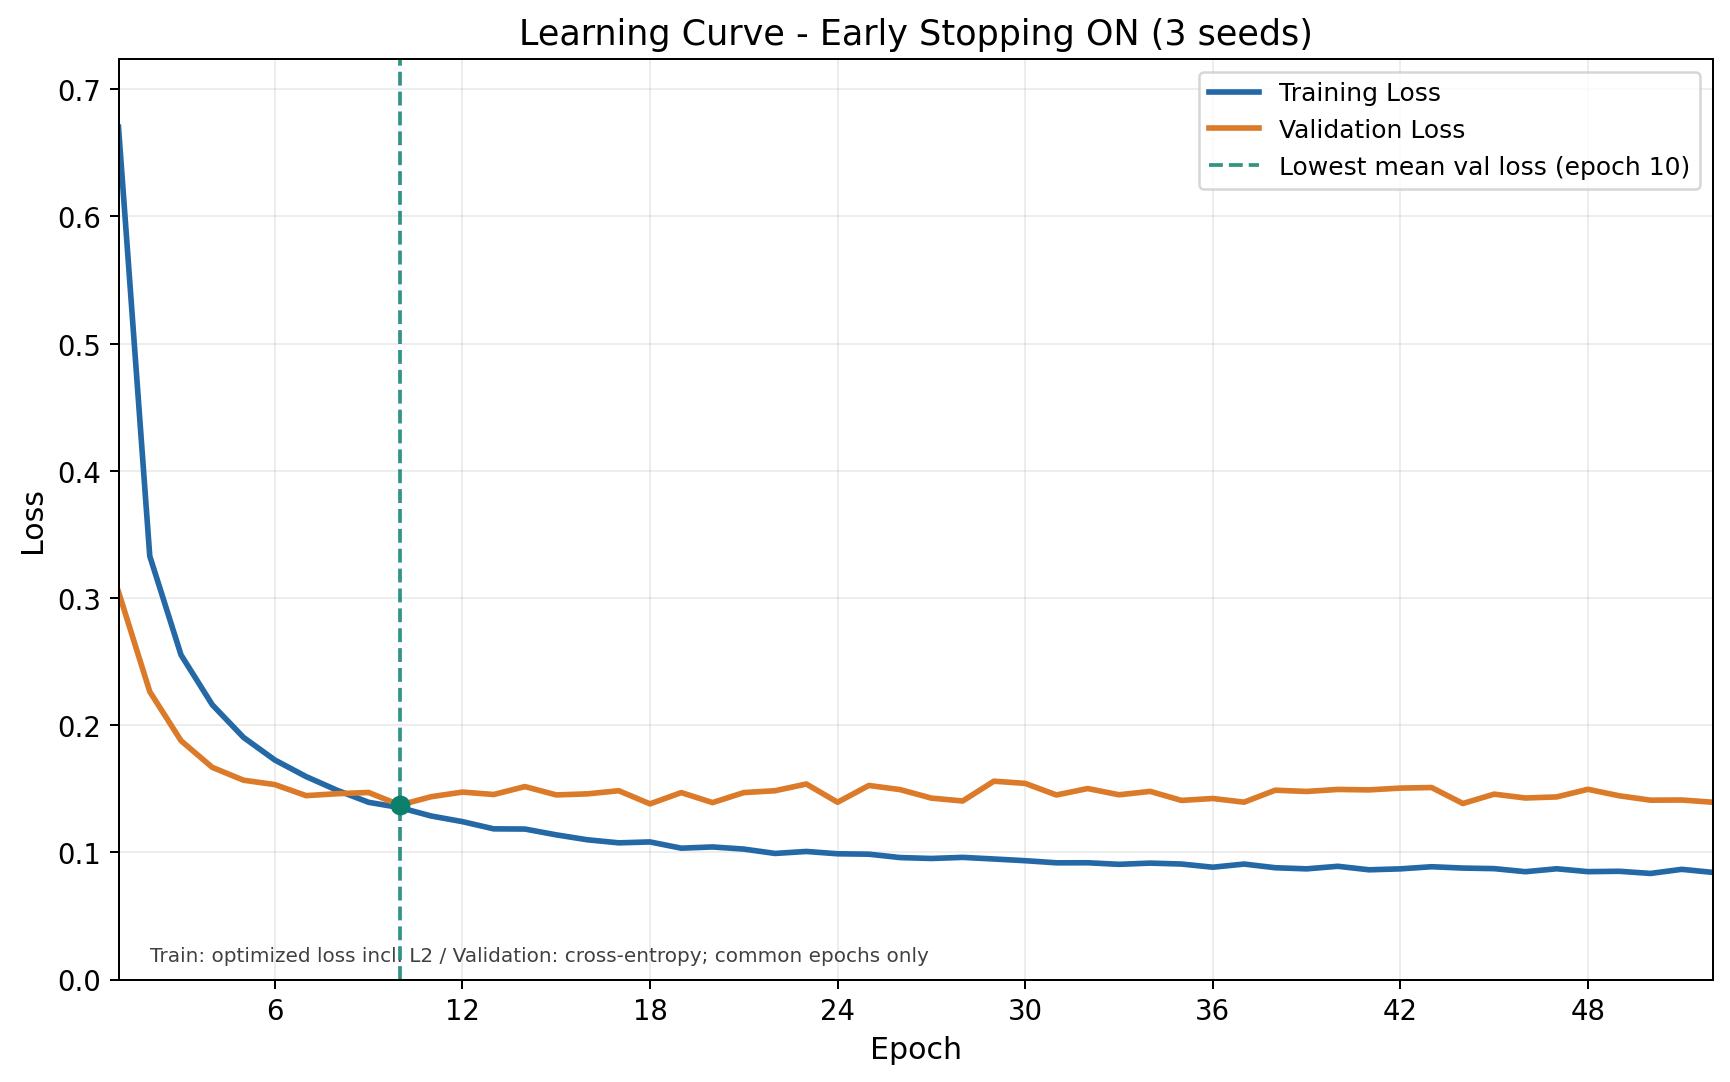 Learning Curve - Early Stopping ON (3 seeds)
Training Loss
Validation Loss
Lowest mean val loss (epoch 10)
0.7
0.6
0.5
0.4
0.3
0.2
0.1
0.0
Loss
Train: optimized loss incl. L2 / Validation: cross-entropy; common epochs only
6 12 18 24 30 36 42 48
Epoch